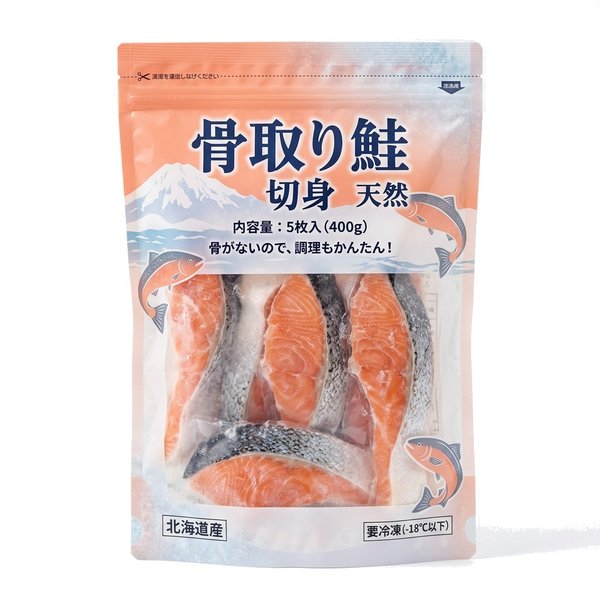 骨取り鮭
切身 天然
内容量：5枚入（400g）
骨がないので、調理もかんたん！
北海道産
要冷凍（-18℃以下）